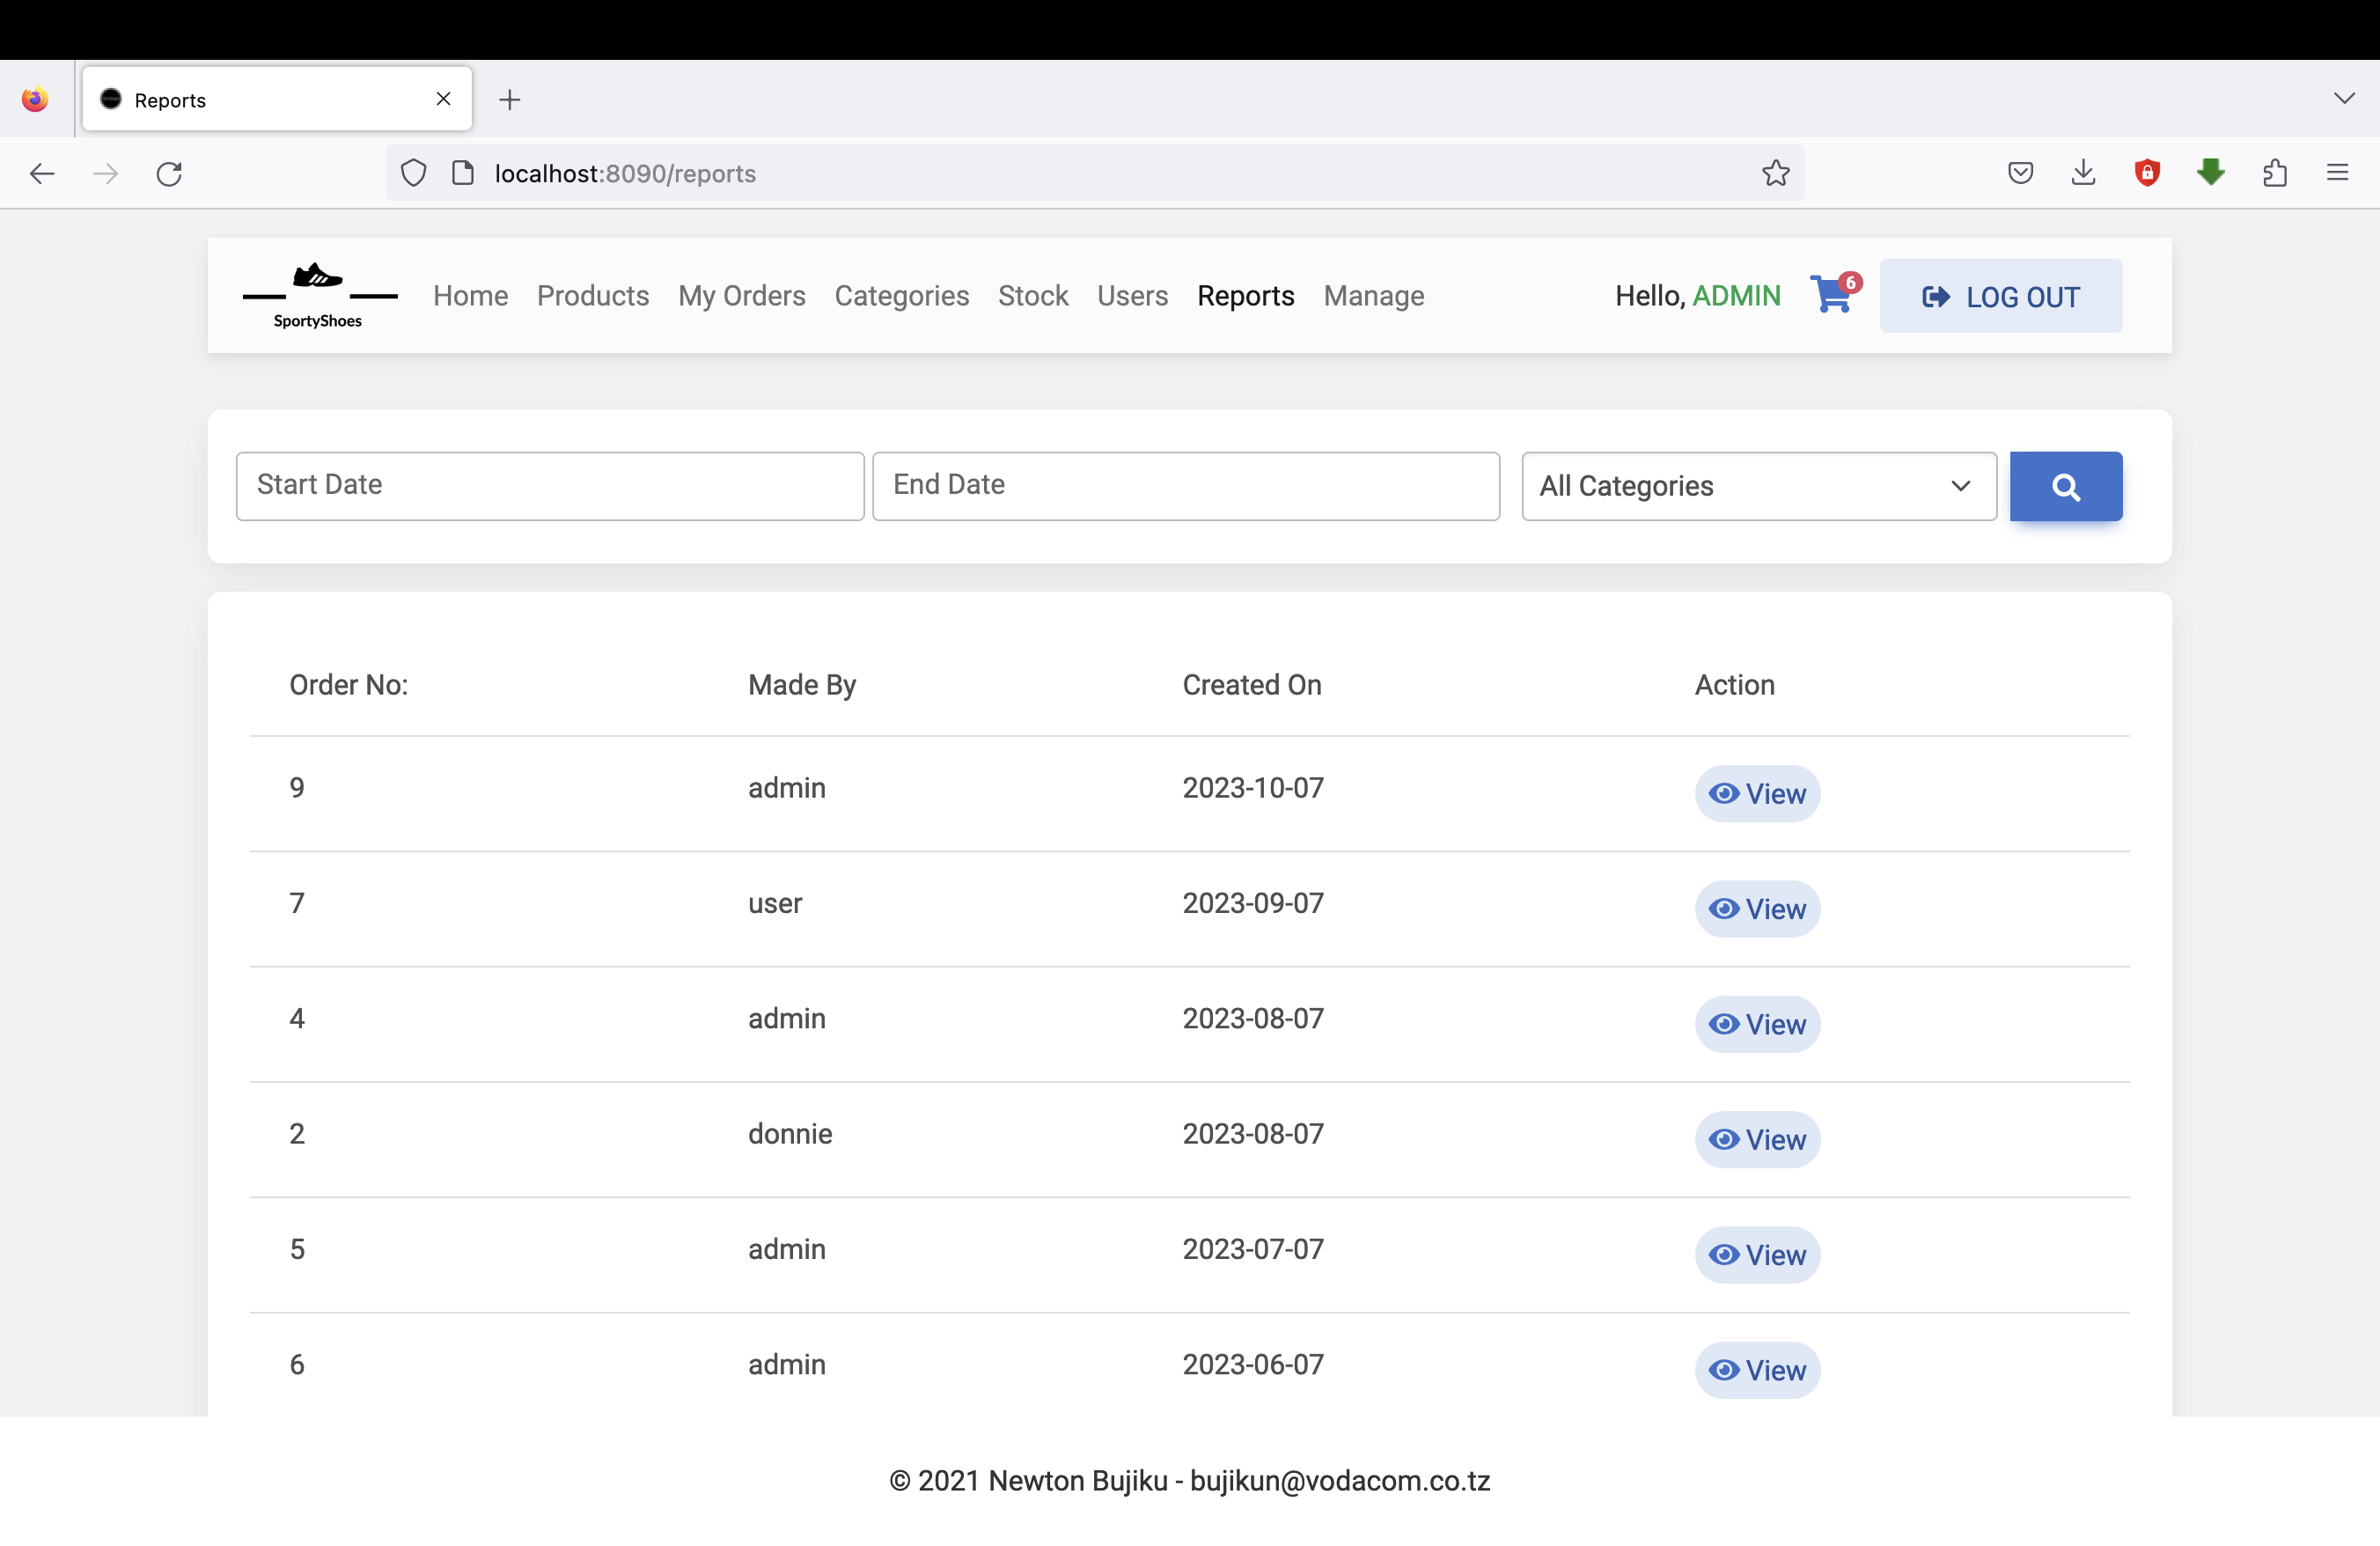 Reports
localhost:8090/reports
SportyShoes
Home Products My Orders Categories Stock Users Reports Manage Hello, ADMIN 6 LOG OUT
Start Date End Date All Categories
Order No: Made By Created On Action
9 admin 2023-10-07 View
7 user 2023-09-07 View
4 admin 2023-08-07 View
2 donnie 2023-08-07 View
5 admin 2023-07-07 View
6 admin 2023-06-07 View
© 2021 Newton Bujiku - bujikun@vodacom.co.tz